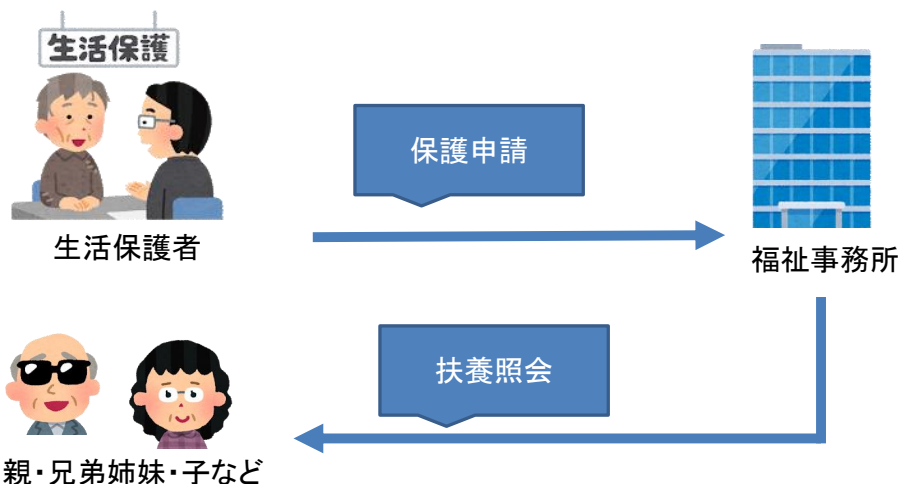 生活保護
保護申請
生活保護者
福祉事務所
扶養照会
親・兄弟姉妹・子など